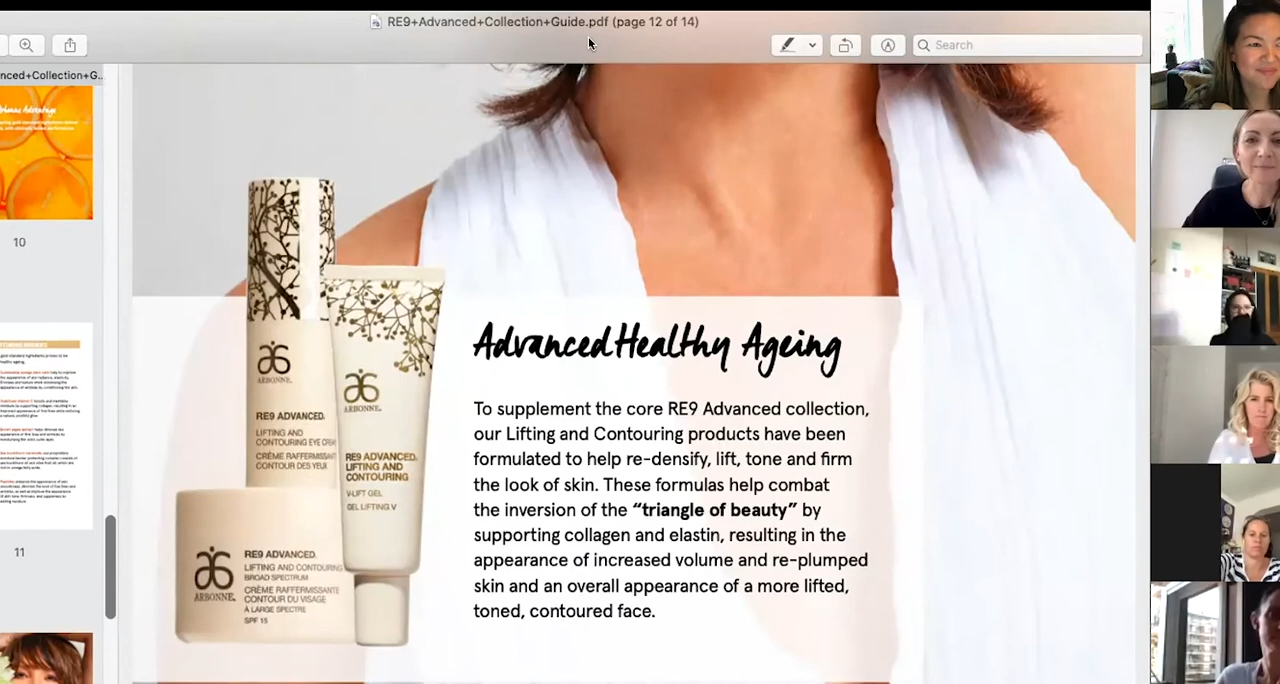 RE9+Advanced+Collection+Guide.pdf (page 12 of 14)
Search
nced+Collection+G...
10
11
ARBONNE.
RE9 ADVANCED.
LIFTING AND
CONTOURING EYE
CRÈME RAFFERMISSANT
CONTOUR DES YEUX
ARBONNE.
RE9 ADVANCED.
LIFTING AND
CONTOURING
V-LIFT GEL
GEL LIFTING V
ARBONNE.
RE9 ADVANCED.
LIFTING AND CONTOURING
BROAD SPECTRUM
CRÈME RAFFERMISSANTE
CONTOUR DU VISAGE
À LARGE SPECTRE
SPF 15
Advanced Healthy Ageing
To supplement the core RE9 Advanced collection,
our Lifting and Contouring products have been
formulated to help re-densify, lift, tone and firm
the look of skin. These formulas help combat
the inversion of the “triangle of beauty” by
supporting collagen and elastin, resulting in the
appearance of increased volume and re-plumped
skin and an overall appearance of a more lifted,
toned, contoured face.